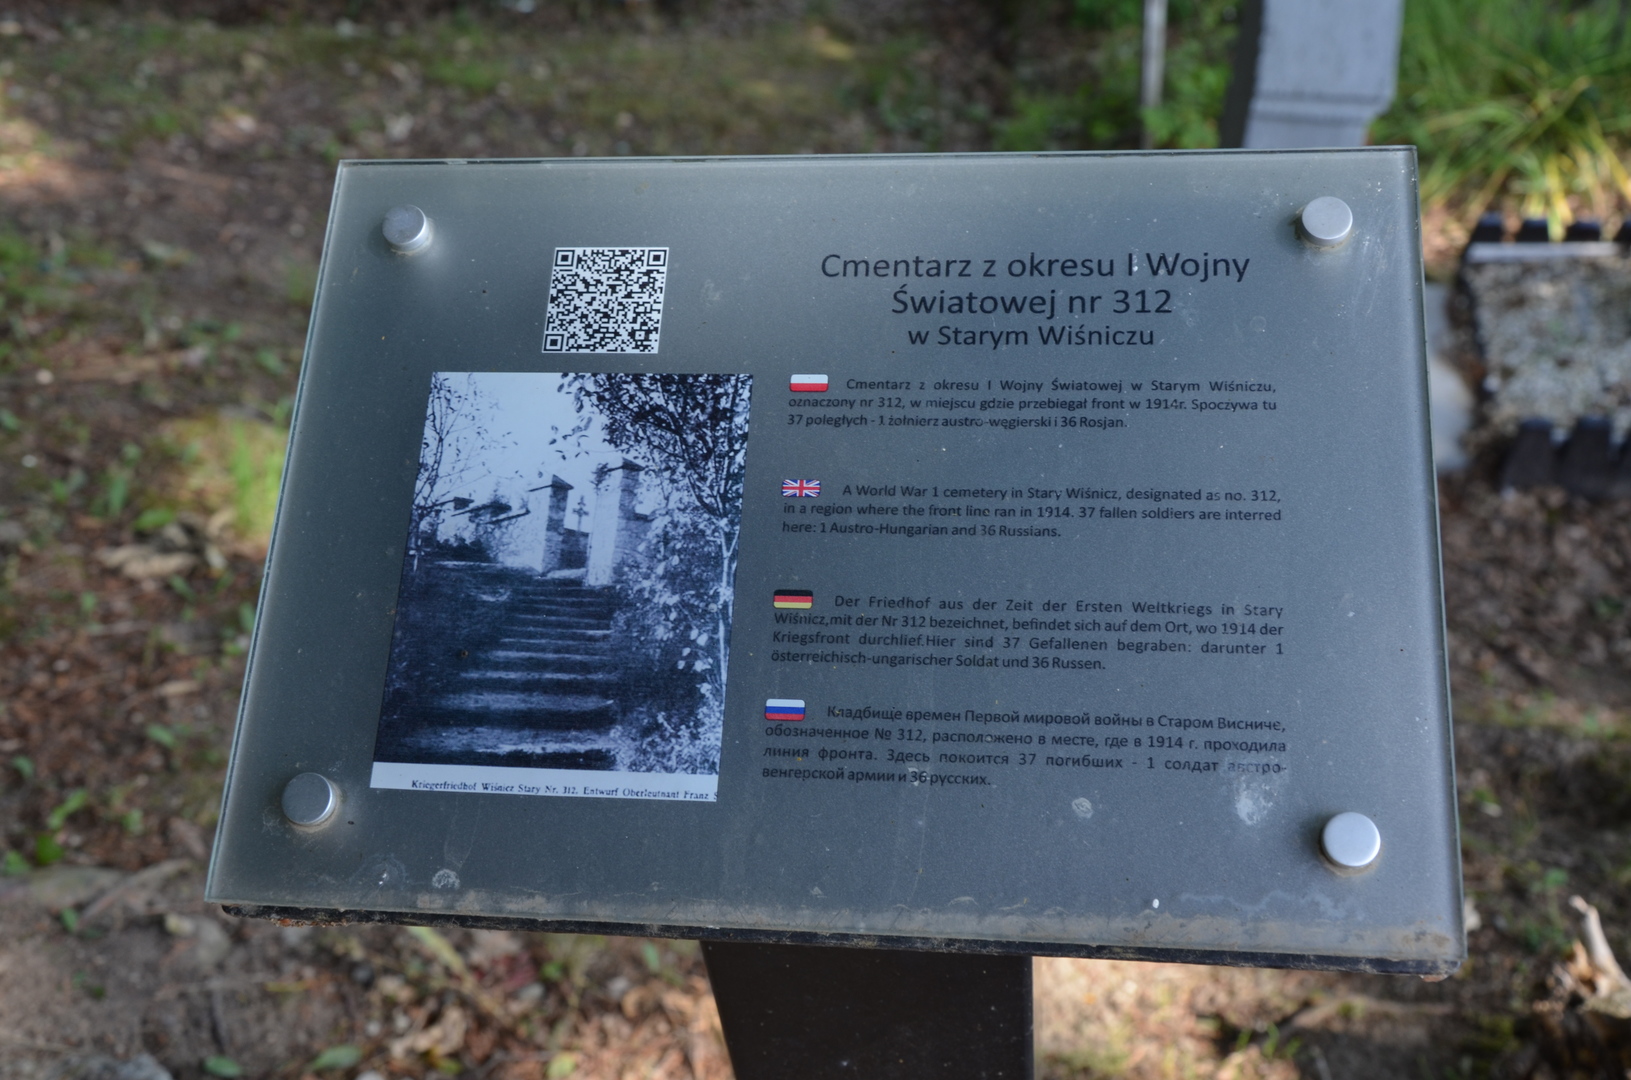 Cmentarz z okresu I Wojny
Światowej nr 312
w Starym Wiśniczu
Cmentarz z okresu I Wojny Światowej w Starym Wiśniczu,
oznaczony nr 312, w miejscu gdzie przebiegał front w 1914r. Spoczywa tu
37 poległych - 1 żołnierz austro-węgierski i 36 Rosjan.
A World War 1 cemetery in Stary Wiśnicz, designated as no. 312,
in a region where the front line ran in 1914. 37 fallen soldiers are interred
here: 1 Austro-Hungarian and 36 Russians.
Der Friedhof aus der Zeit der Ersten Weltkriegs in Stary
Wiśnicz,mit der Nr 312 bezeichnet, befindet sich auf dem Ort, wo 1914 der
Kriegsfront durchlief.Hier sind 37 Gefallenen begraben: darunter 1
österreichisch-ungarischer Soldat und 36 Russen.
Кладбище времен Первой мировой войны в Старом Висниче,
обозначенное № 312, расположено в месте, где в 1914 г. проходила
линия фронта. Здесь покоится 37 погибших - 1 солдат австро-
венгерской армии и 36 русских.
Kriegerfriedhof Wiśnicz Stary Nr. 312. Entwurf Oberleutnant Franz S